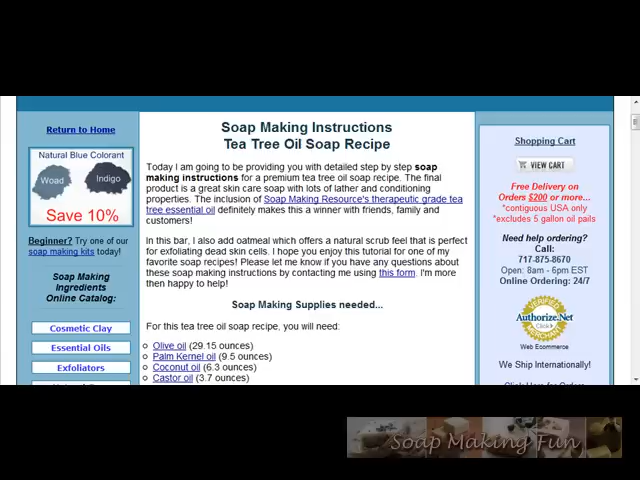 Return to Home
Natural Blue Colorant
Woad
Indigo
Save 10%
Beginner? Try one of our
soap making kits today!
Soap Making
Ingredients
Online Catalog:
Cosmetic Clay
Essential Oils
Exfoliators
Soap Making Instructions
Tea Tree Oil Soap Recipe
Today I am going to be providing you with detailed step by step soap
making instructions for a premium tea tree oil soap recipe. The final
product is a great skin care soap with lots of lather and conditioning
properties. The inclusion of Soap Making Resource's therapeutic grade tea
tree essential oil definitely makes this a winner with friends, family and
customers!
In this bar, I also add oatmeal which offers a natural scrub feel that is perfect
for exfoliating dead skin cells. I hope you enjoy this tutorial for one of my
favorite soap recipes! Please let me know if you have any questions about
these soap making instructions by contacting me using this form. I'm more
then happy to help!
Soap Making Supplies needed...
For this tea tree oil soap recipe, you will need:
Olive oil (29.15 ounces)
Palm Kernel oil (9.5 ounces)
Coconut oil (6.3 ounces)
Castor oil (3.7 ounces)
Shopping Cart
VIEW CART
Free Delivery on
Orders $200 or more...
*contiguous USA only
*excludes 5 gallon oil pails
Need help ordering?
Call:
717-875-8670
Open: 8am - 6pm EST
Online Ordering: 24/7
VERIFIED
Authorize.Net
Click
MERCHANT
Web Ecommerce
We Ship Internationally!
Click Here for Orders
Soap Making Fun